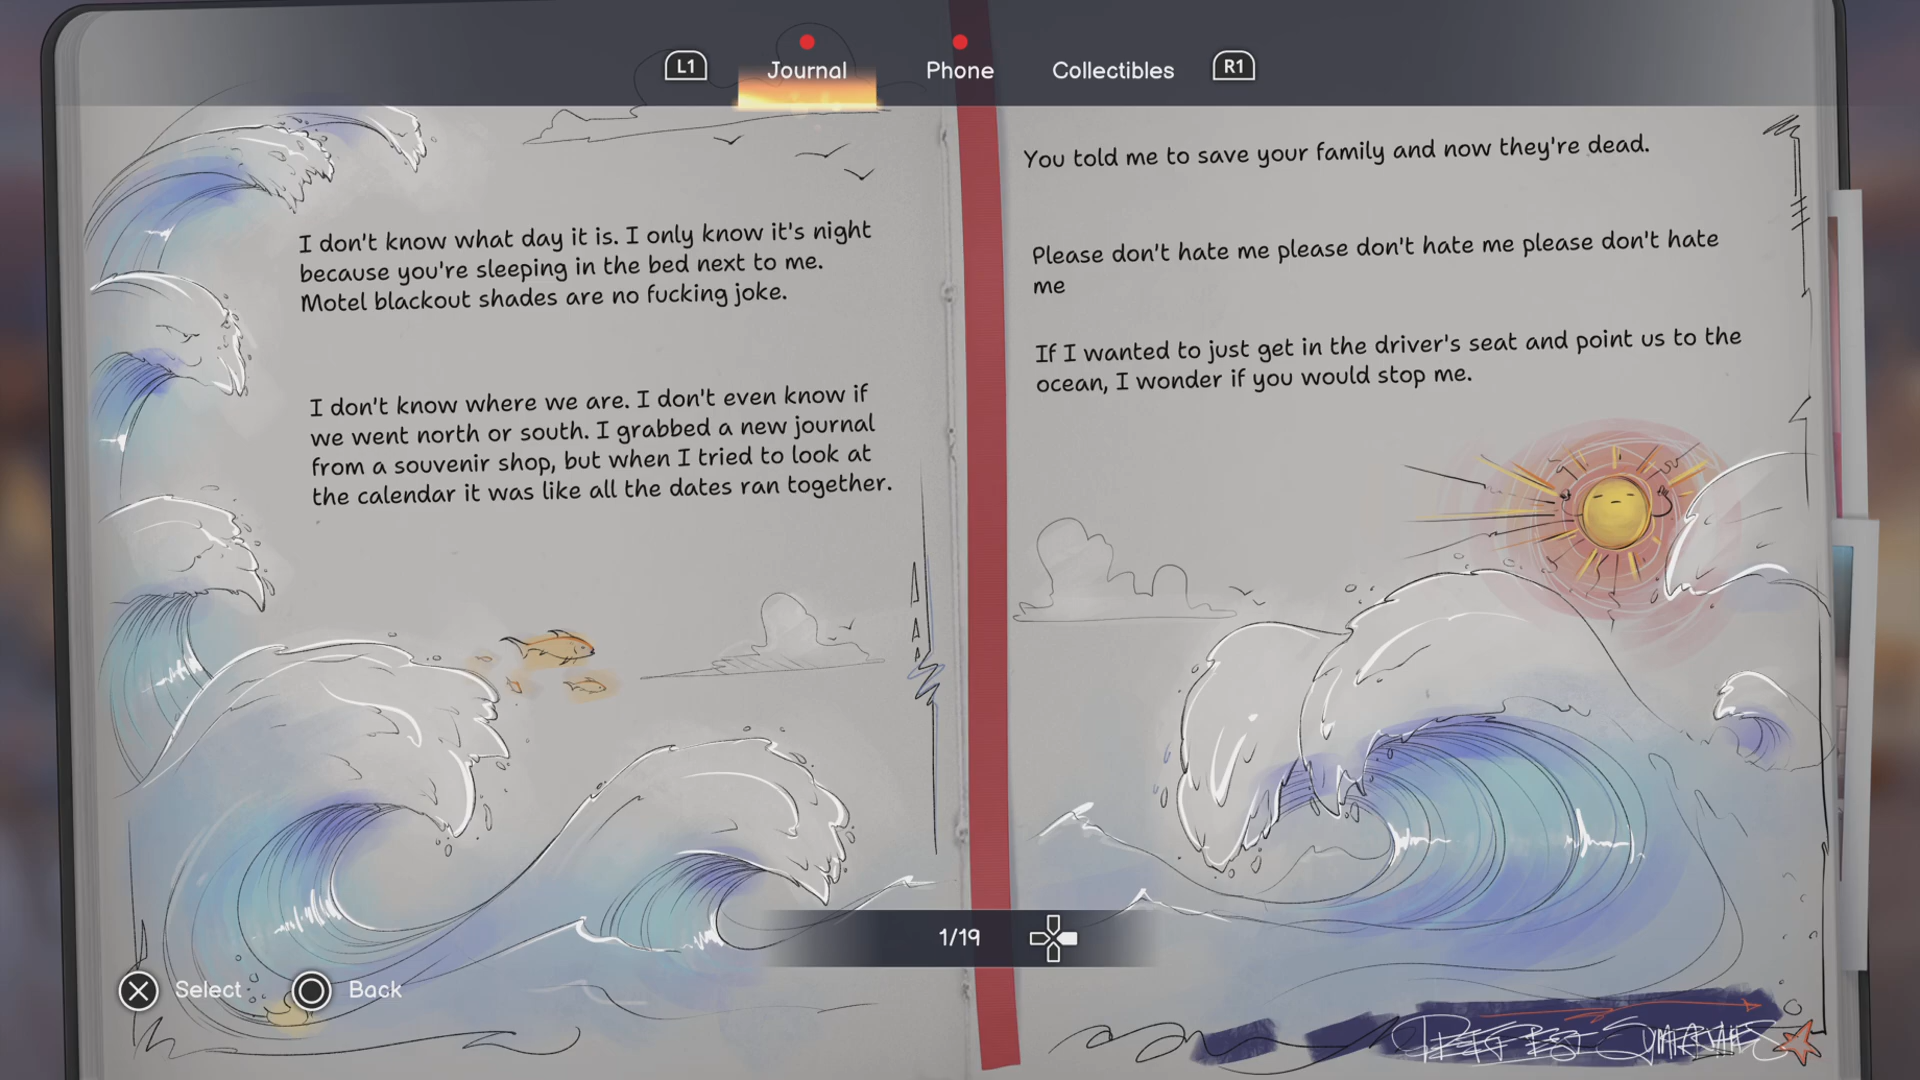 L1 Journal Phone Collectibles R1
I don't know what day it is. I only know it's night
because you're sleeping in the bed next to me.
Motel blackout shades are no fucking joke.
I don't know where we are. I don't even know if
we went north or south. I grabbed a new journal
from a souvenir shop, but when I tried to look at
the calendar it was like all the dates ran together.
You told me to save your family and now they're dead.
Please don't hate me please don't hate me please don't hate
me
If I wanted to just get in the driver's seat and point us to the
ocean, I wonder if you would stop me.
1/19
Select Back